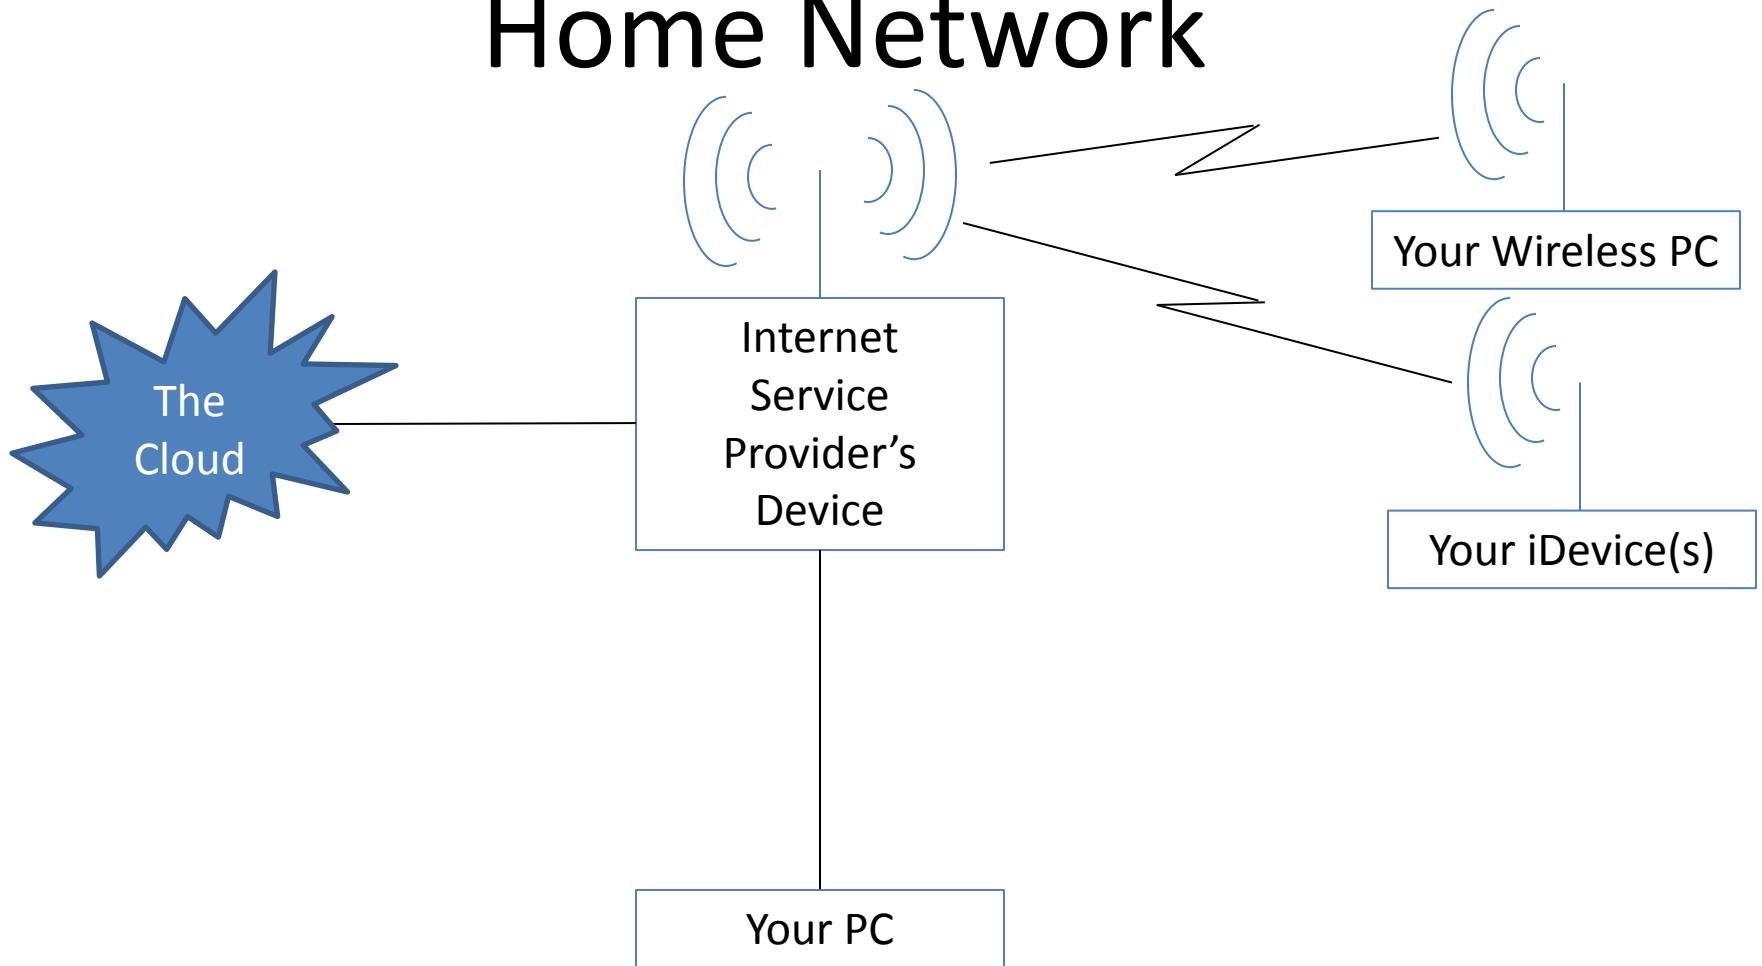 Home Network
Your Wireless PC
Internet
Service
Provider’s
Device
The
Cloud
Your iDevice(s)
Your PC